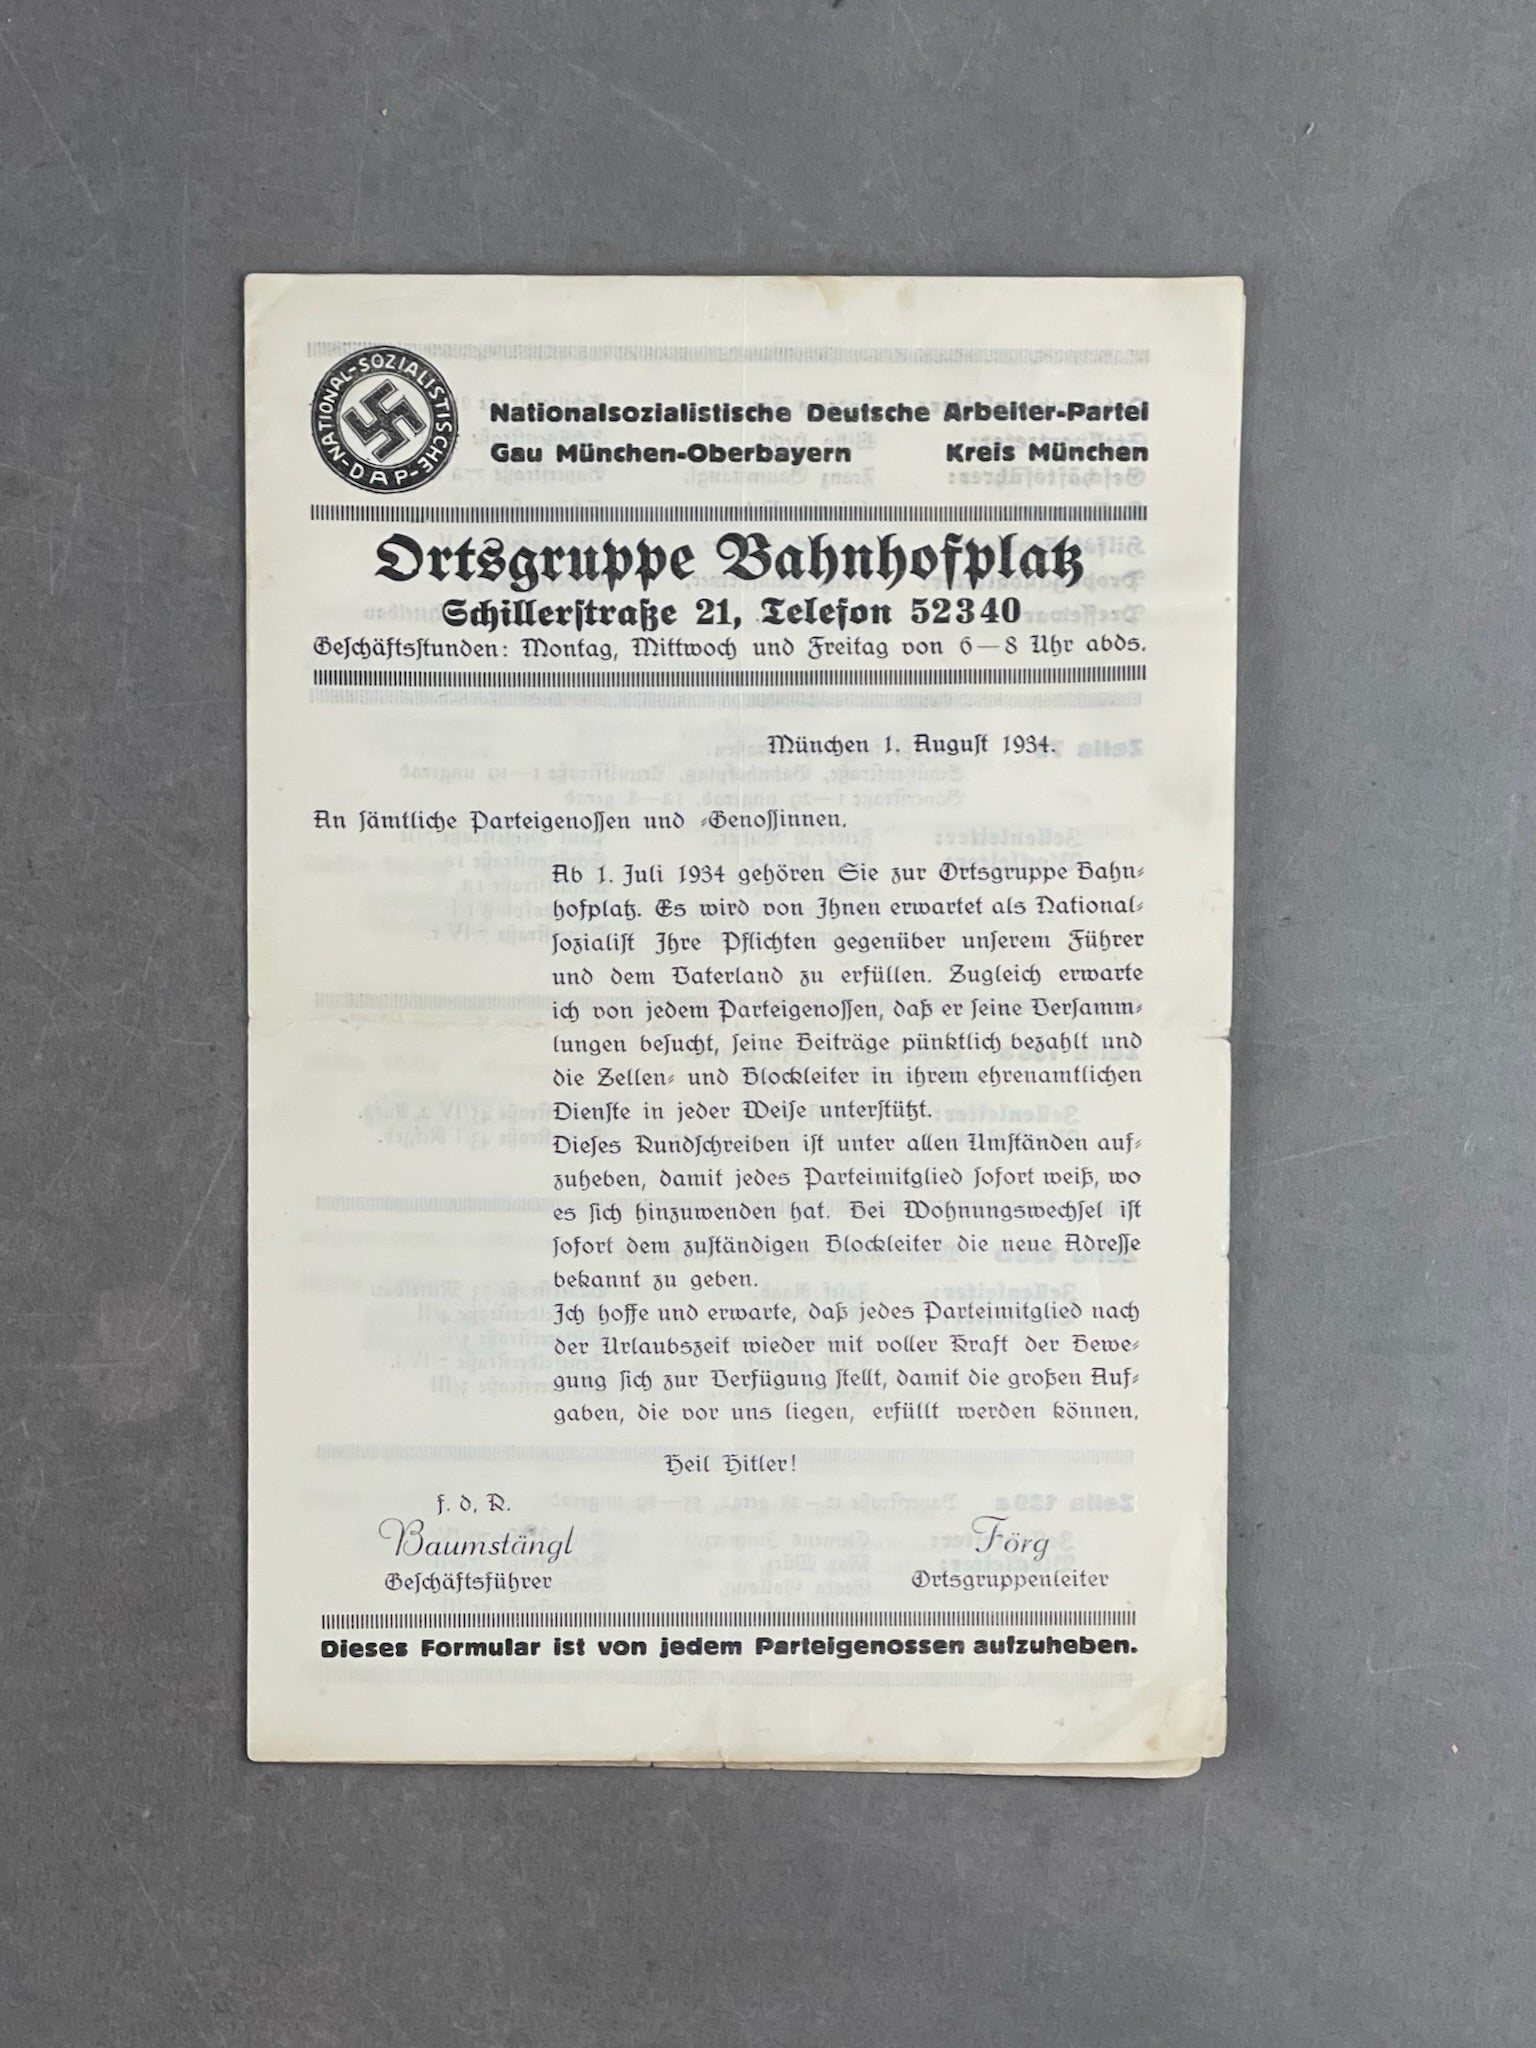 NATIONAL-SOZIALISTISCHE-D.A.P.
Nationalsozialistische Deutsche Arbeiter-Partei
Gau München-Oberbayern Kreis München
Ortsgruppe Bahnhofplatz
Schillerstraße 21, Telefon 52340
Geschäftsstunden: Montag, Mittwoch und Freitag von 6—8 Uhr abds.
München 1. August 1934.
An sämtliche Parteigenossen und -Genossinnen.
Ab 1. Juli 1934 gehören Sie zur Ortsgruppe Bahn-
hofplatz. Es wird von Ihnen erwartet als National-
sozialist Ihre Pflichten gegenüber unserem Führer
und dem Vaterland zu erfüllen. Zugleich erwarte
ich von jedem Parteigenossen, daß er seine Versamm-
lungen besucht, seine Beiträge pünktlich bezahlt und
die Zellen- und Blockleiter in ihrem ehrenamtlichen
Dienste in jeder Weise unterstützt.
Dieses Rundschreiben ist unter allen Umständen auf-
zuheben, damit jedes Parteimitglied sofort weiß, wo
es sich hinzuwenden hat. Bei Wohnungswechsel ist
sofort dem zuständigen Blockleiter die neue Adresse
bekannt zu geben.
Ich hoffe und erwarte, daß jedes Parteimitglied nach
der Urlaubszeit wieder mit voller Kraft der Bewe-
gung sich zur Verfügung stellt, damit die großen Auf-
gaben, die vor uns liegen, erfüllt werden können,
Heil Hitler!
f. d. R.
Baumstängl Förg
Geschäftsführer Ortsgruppenleiter
Dieses Formular ist von jedem Parteigenossen aufzuheben.